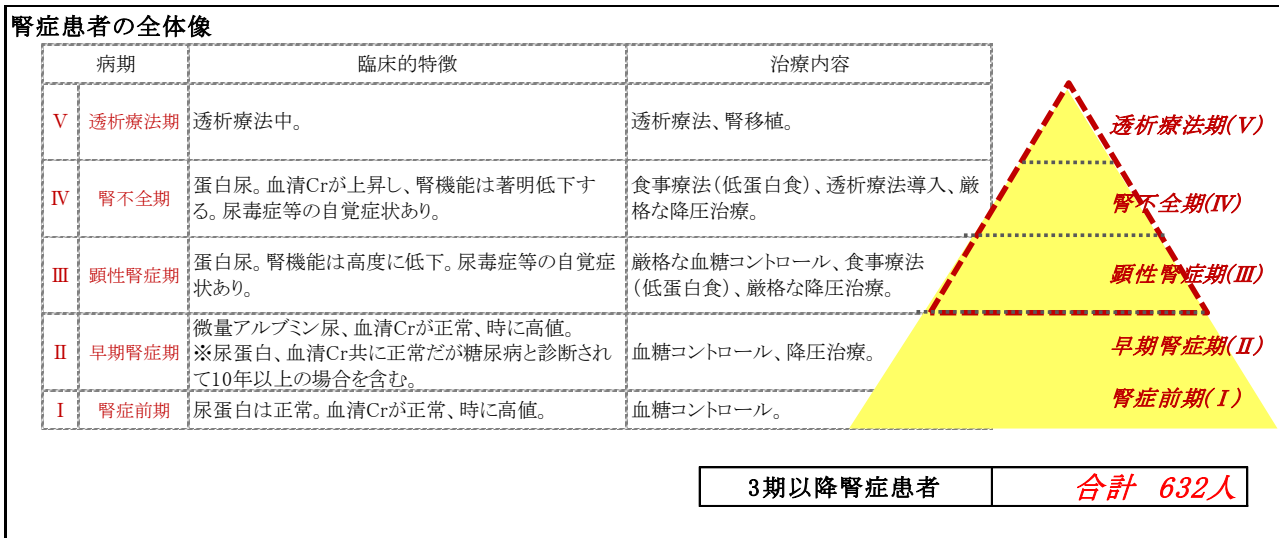 腎症患者の全体像
病期 臨床的特徴 治療内容
Ⅴ 透析療法期 透析療法中。 透析療法、腎移植。
Ⅳ 腎不全期 蛋白尿。血清Crが上昇し、腎機能は著明低下す
る。尿毒症等の自覚症状あり。
食事療法（低蛋白食）、透析療法導入、厳
格な降圧治療。
Ⅲ 顕性腎症期 蛋白尿。腎機能は高度に低下。尿毒症等の自覚症
状あり。
厳格な血糖コントロール、食事療法
（低蛋白食）、厳格な降圧治療。
Ⅱ 早期腎症期 微量アルブミン尿、血清Crが正常、時に高値。
※尿蛋白、血清Cr共に正常だが糖尿病と診断され
て10年以上の場合を含む。
血糖コントロール、降圧治療。
Ⅰ 腎症前期 尿蛋白は正常。血清Crが正常、時に高値。 血糖コントロール。
透析療法期(Ⅴ)
腎不全期(Ⅳ)
顕性腎症期(Ⅲ)
早期腎症期(Ⅱ)
腎症前期(Ⅰ)
3期以降腎症患者 合計 632人